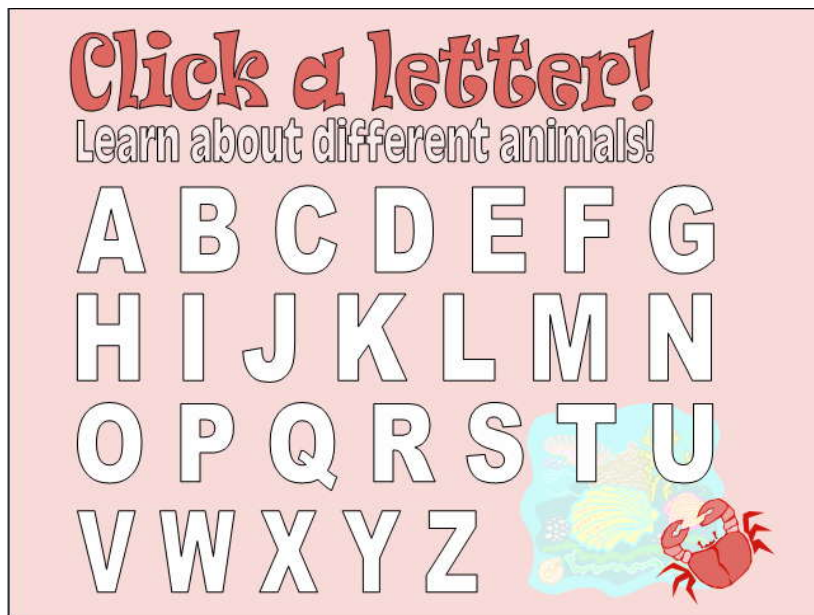 Click a letter!
Learn about different animals!
A B C D E F G
H I J K L M N
O P Q R S T U
V W X Y Z